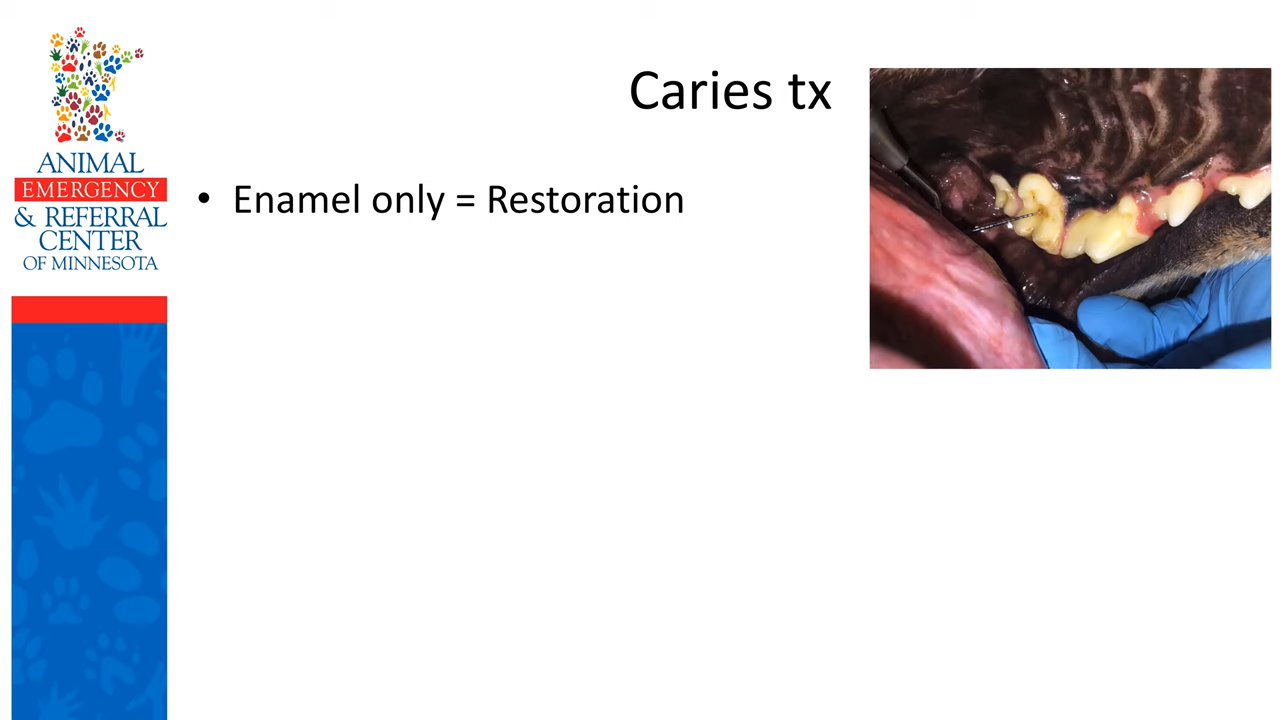 ANIMAL
EMERGENCY
& REFERRAL
CENTER
OF MINNESOTA
Caries tx
• Enamel only = Restoration